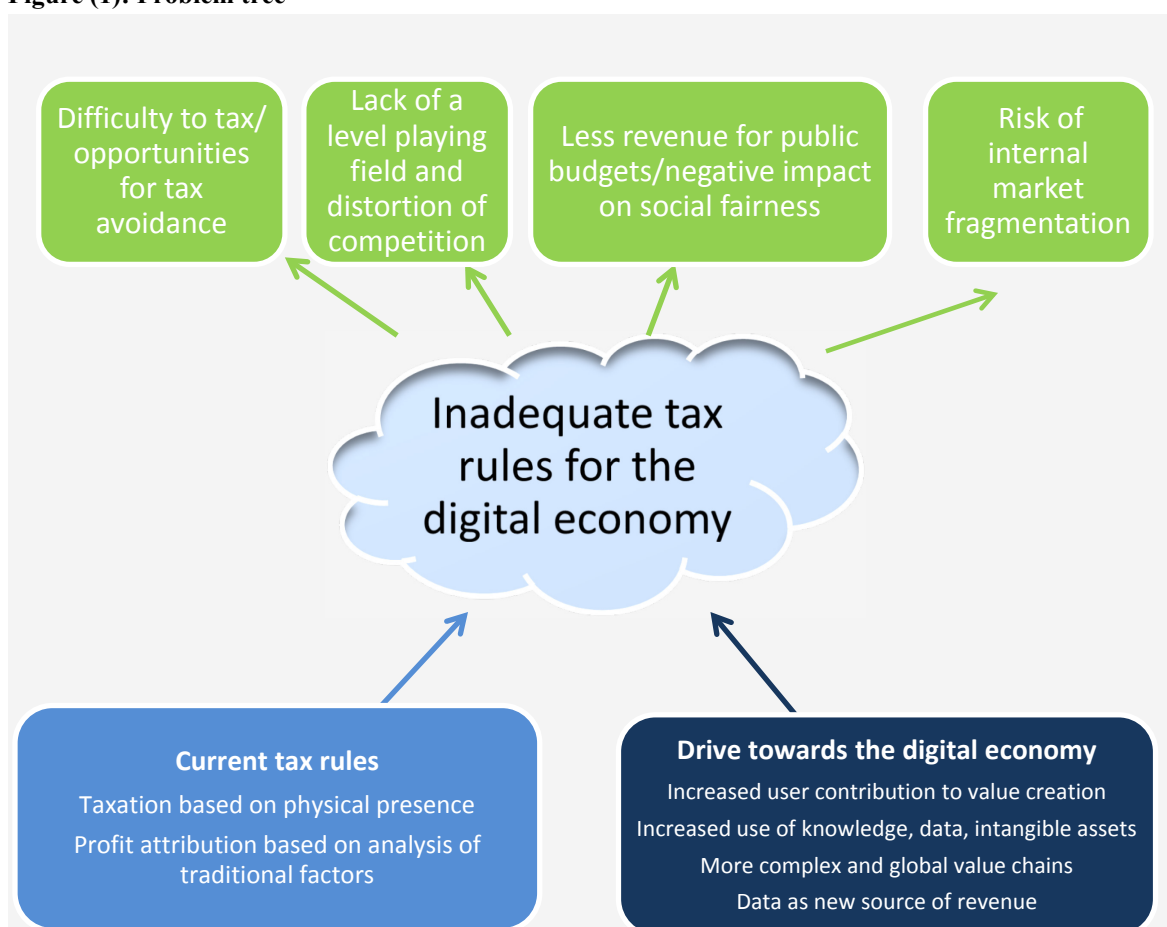 Figure (1): Problem tree
Difficulty to tax/
opportunities
for tax
avoidance
Lack of a
level playing
field and
distortion of
competition
Less revenue for public
budgets/negative impact
on social fairness
Risk of
internal
market
fragmentation
Inadequate tax
rules for the
digital economy
Current tax rules
Taxation based on physical presence
Profit attribution based on analysis of
traditional factors
Drive towards the digital economy
Increased user contribution to value creation
Increased use of knowledge, data, intangible assets
More complex and global value chains
Data as new source of revenue